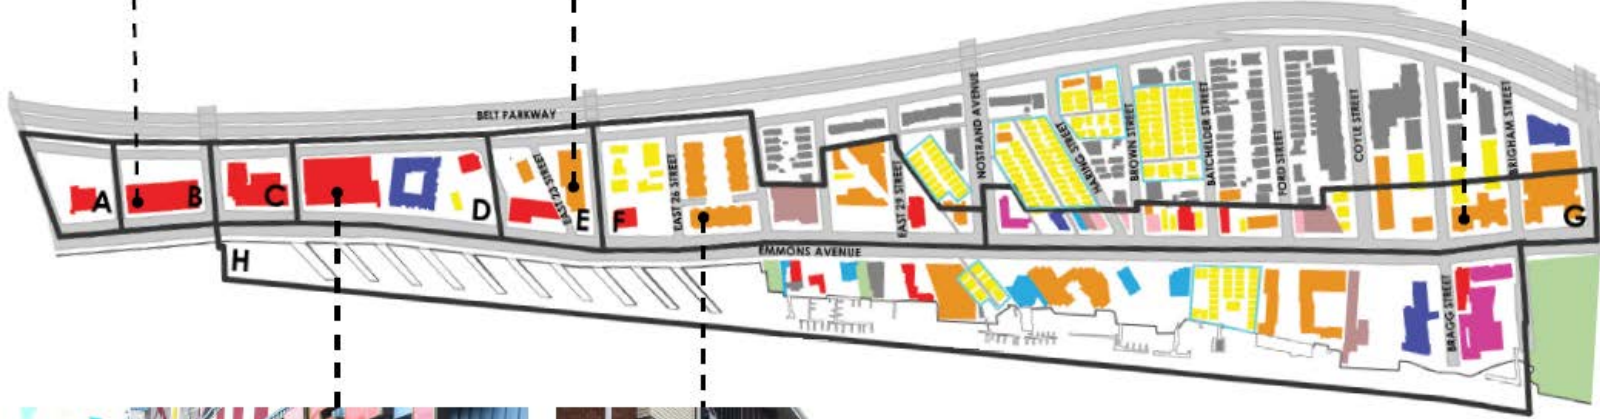 BELT PARKWAY
A
B
C
D
EAST 23 STREET
E
F
EAST 26 STREET
EAST 29 STREET
NOSTRAND AVENUE
HARING STREET
BROWN STREET
BATCHELDER STREET
FORD STREET
COYLE STREET
BRIGHAM STREET
G
H
EMMONS AVENUE
BRAGG STREET